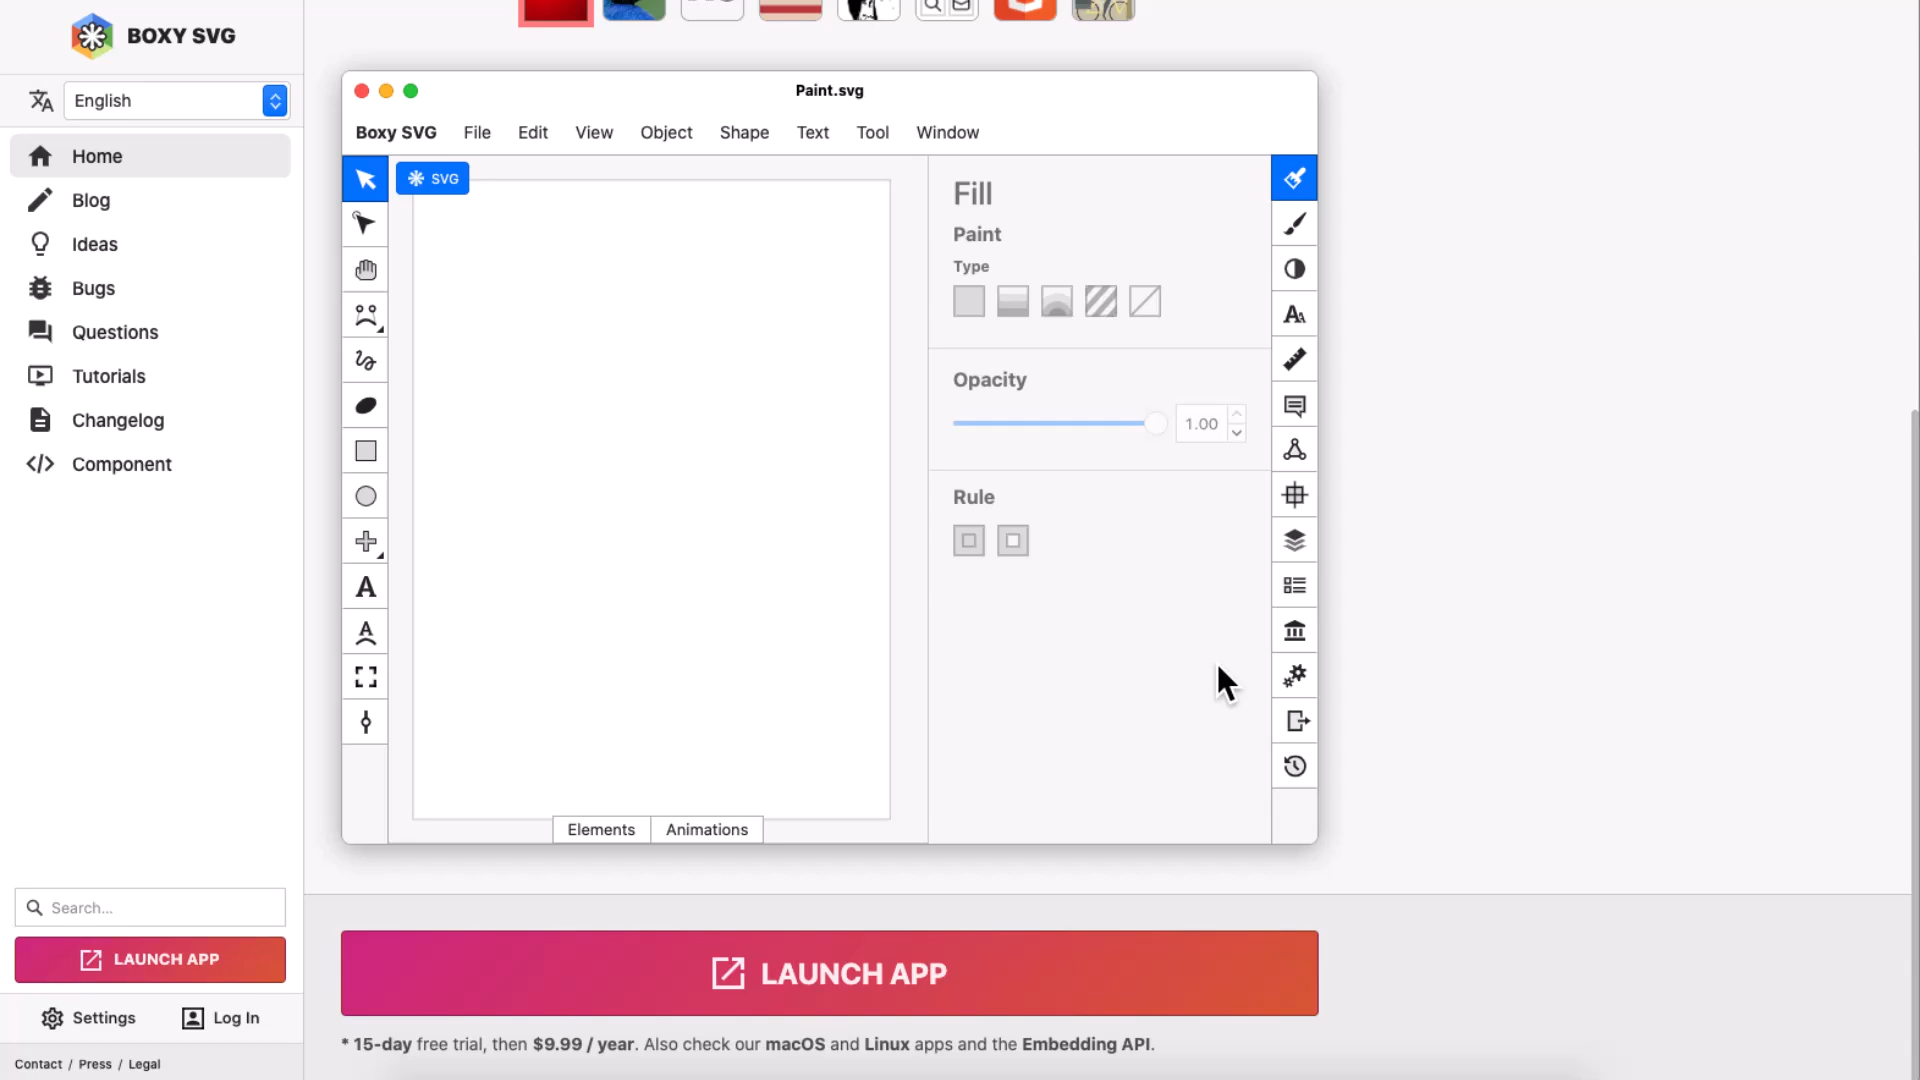 BOXY SVG
English
Home
Blog
Ideas
Bugs
Questions
Tutorials
Changelog
Component
Search...
LAUNCH APP
Settings
Log In
Contact / Press / Legal
Paint.svg
Boxy SVG File Edit View Object Shape Text Tool Window
SVG
Fill
Paint
Type
Opacity
1.00
Rule
Elements
Animations
LAUNCH APP
* 15-day free trial, then $9.99 / year. Also check our macOS and Linux apps and the Embedding API.